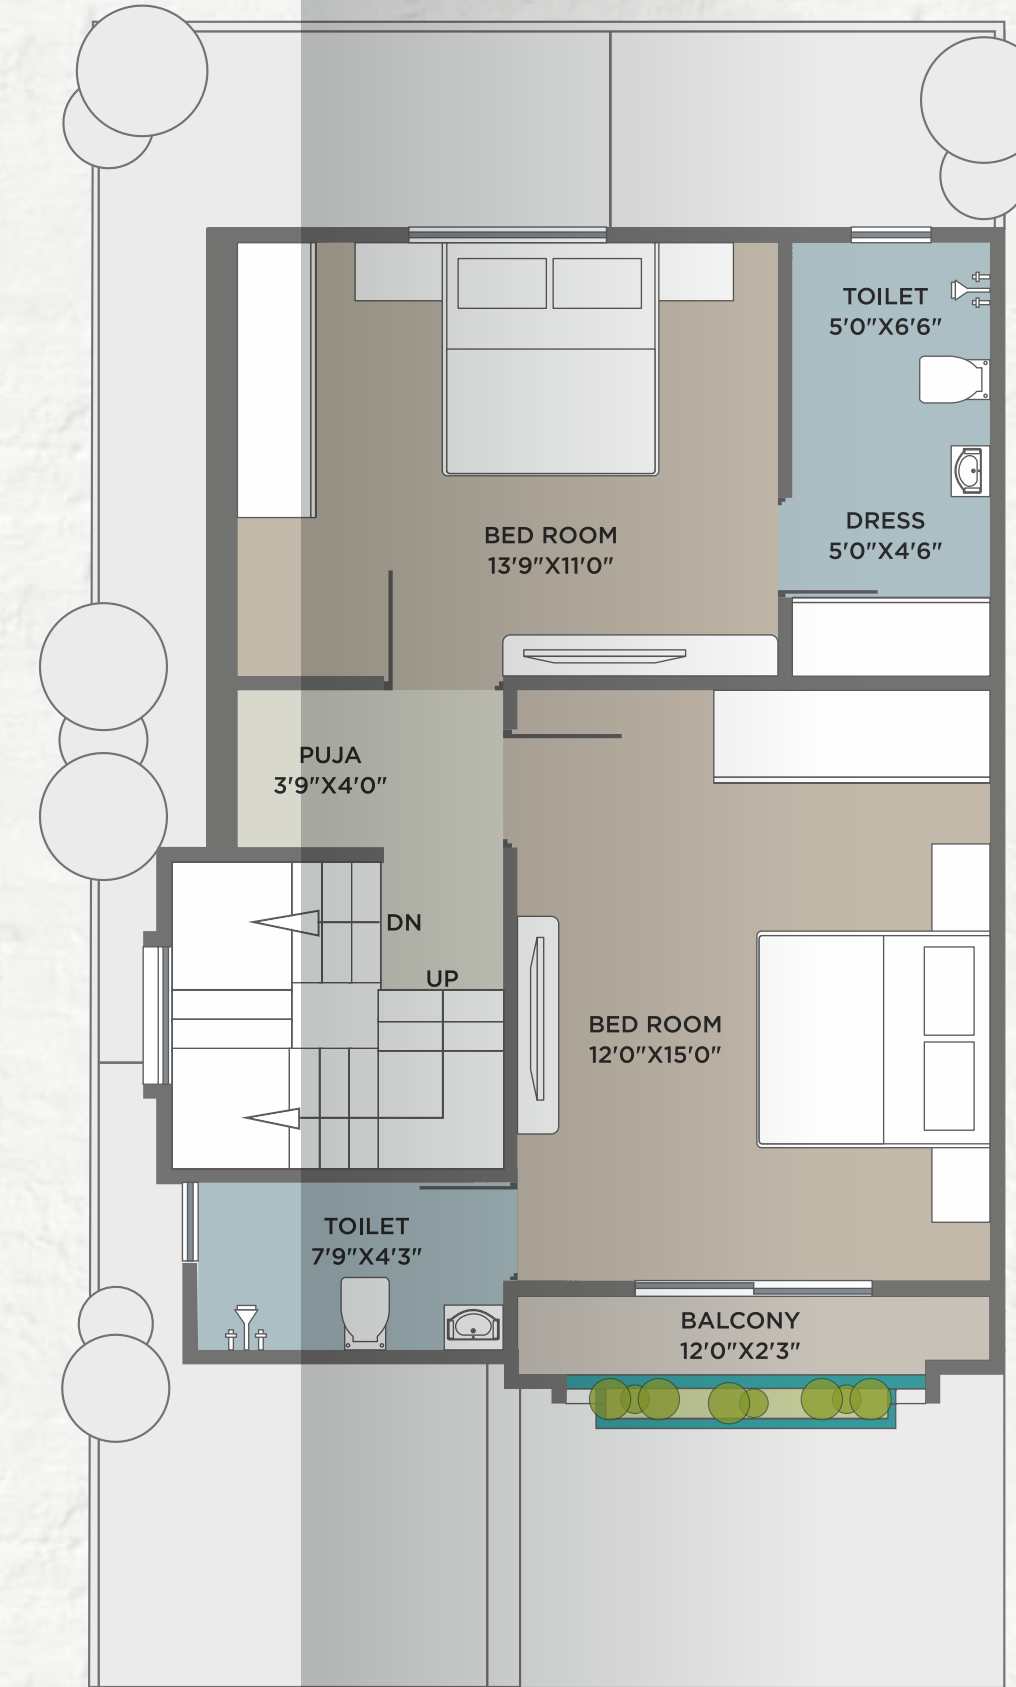 TOILET
5'0"X6'6"
DRESS
5'0"X4'6"
BED ROOM
13'9"X11'0"
PUJA
3'9"X4'0"
DN
UP
BED ROOM
12'0"X15'0"
TOILET
7'9"X4'3"
BALCONY
12'0"X2'3"